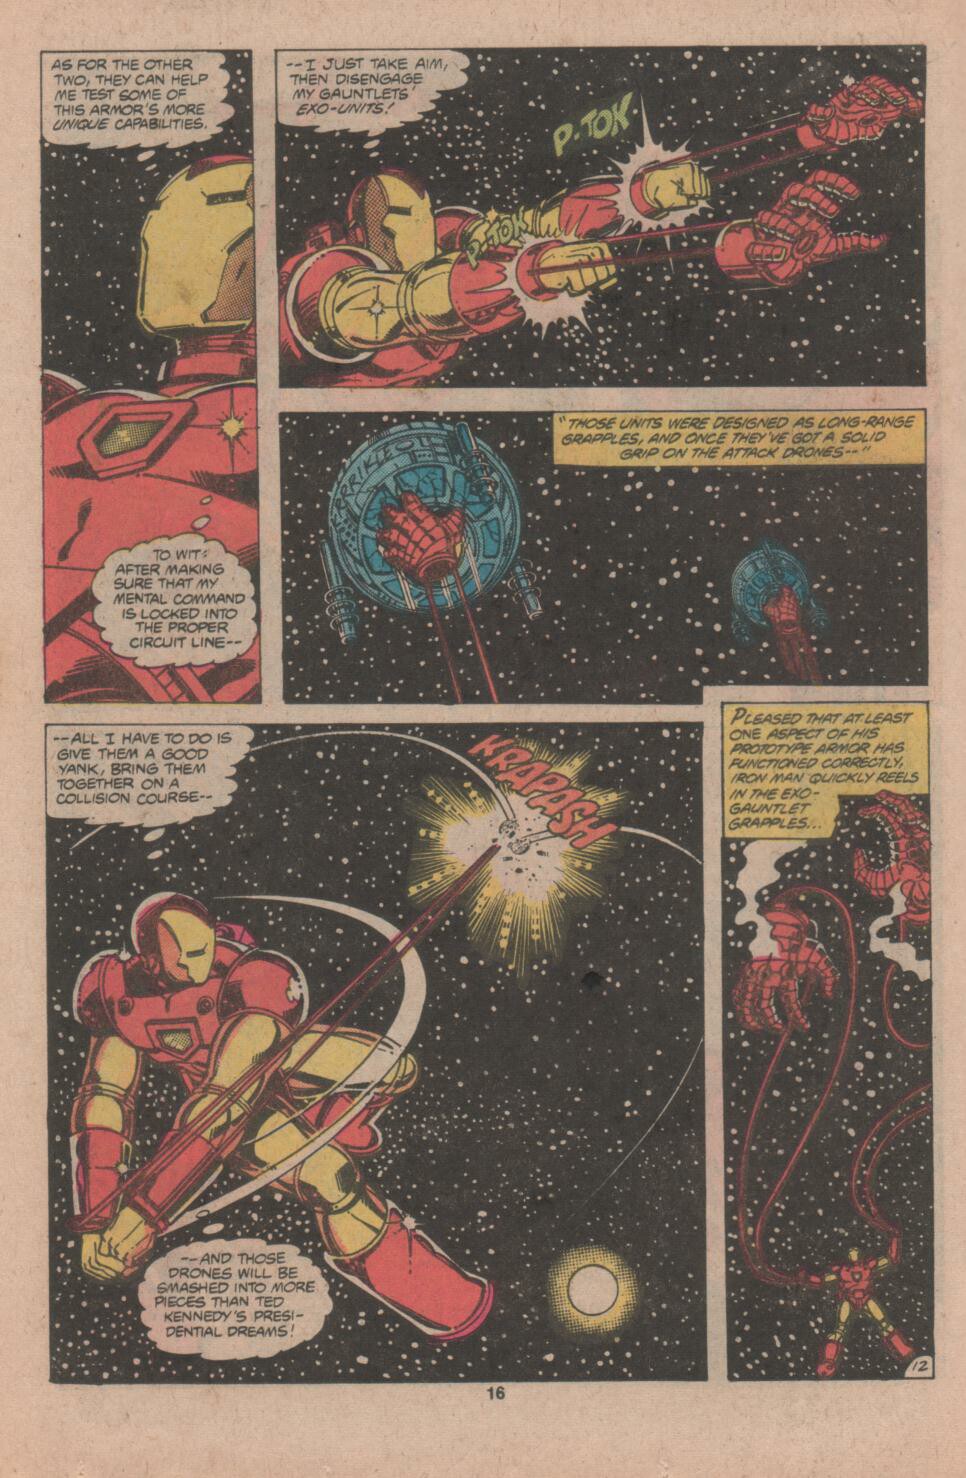 AS FOR THE OTHER
TWO, THEY CAN HELP
ME TEST SOME OF
THIS ARMOR'S MORE
UNIQUE CAPABILITIES.
TO WIT:
AFTER MAKING
SURE THAT MY
MENTAL COMMAND
IS LOCKED INTO
THE PROPER
CIRCUIT LINE--
--I JUST TAKE AIM,
THEN DISENGAGE
MY GAUNTLETS'
EXO-UNITS!
P-TOK-
P-TOK
"THOSE UNITS WERE DESIGNED AS LONG-RANGE
GRAPPLES, AND ONCE THEY'VE GOT A SOLID
GRIP ON THE ATTACK DRONES--"
--ALL I HAVE TO DO IS
GIVE THEM A GOOD
YANK, BRING THEM
TOGETHER ON A
COLLISION COURSE--
KRAPASH
--AND THOSE
DRONES WILL BE
SMASHED INTO MORE
PIECES THAN TED
KENNEDY'S PRESI-
DENTIAL DREAMS!
PLEASED THAT AT LEAST
ONE ASPECT OF HIS
PROTOTYPE ARMOR HAS
FUNCTIONED CORRECTLY,
IRON MAN QUICKLY REELS
IN THE EXO-
GAUNTLET
GRAPPLES...
12
16